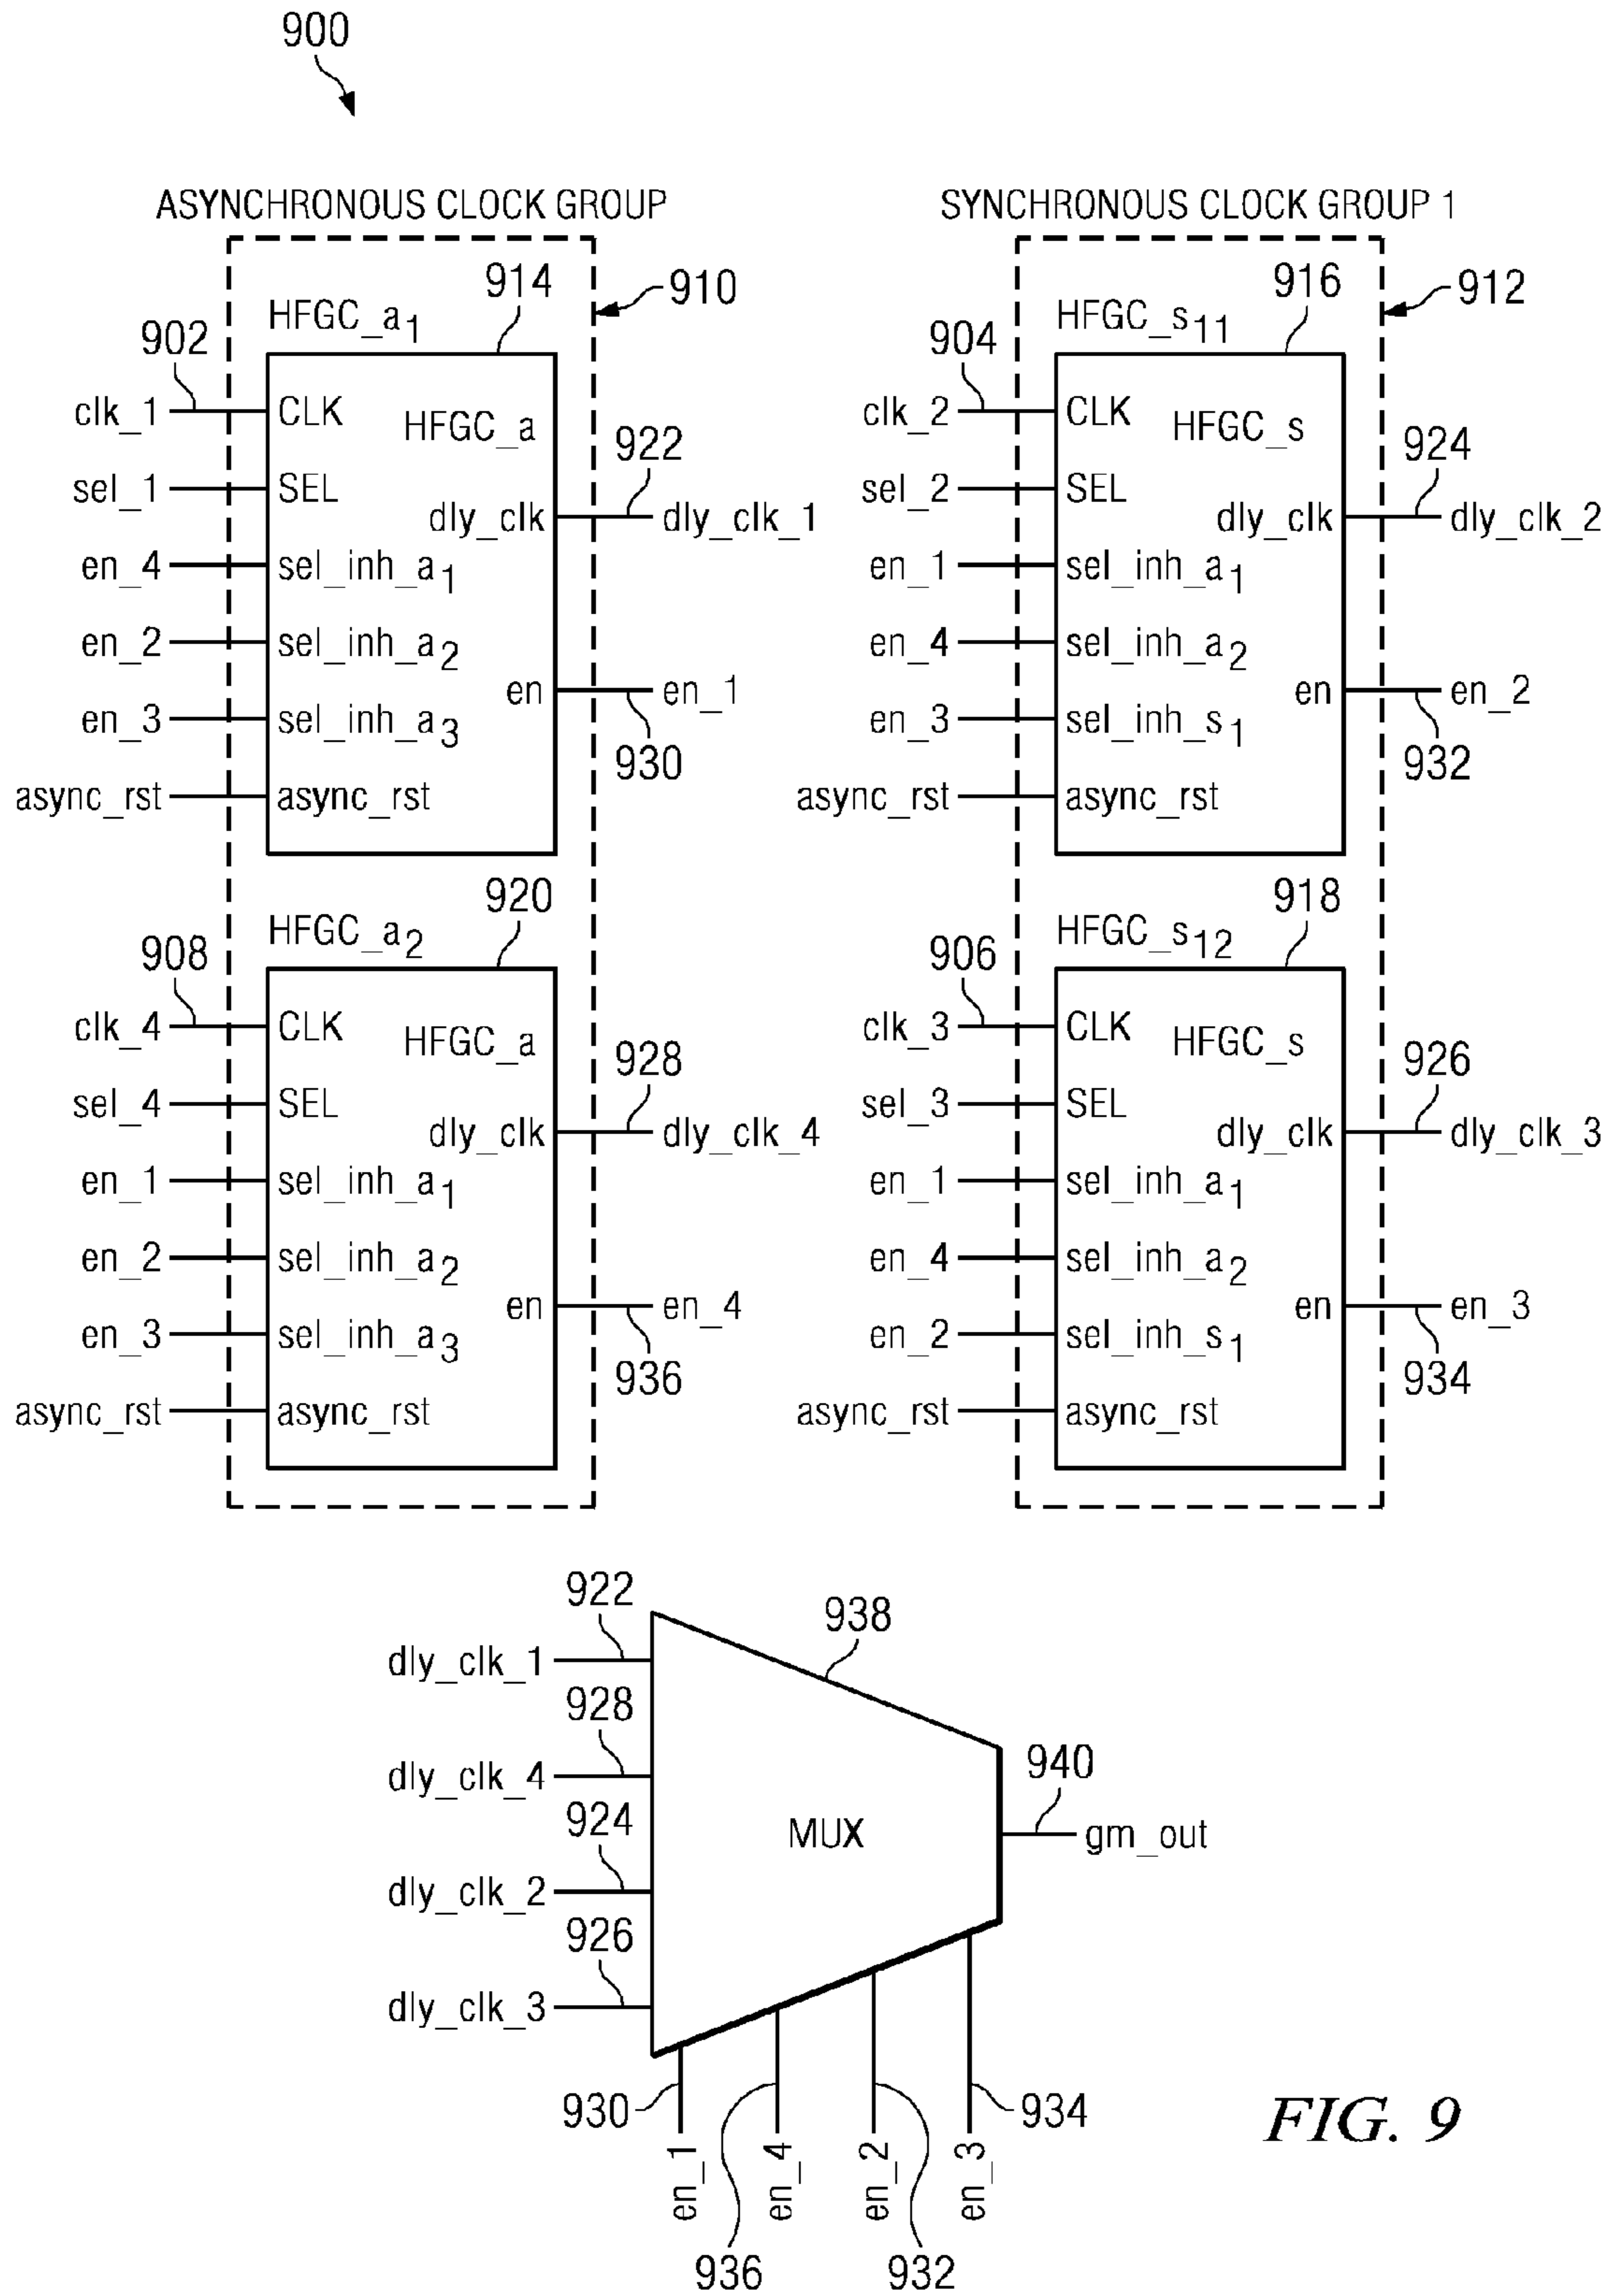 900
ASYNCHRONOUS CLOCK GROUP
910
914
HFGC_a1
902
clk_1 CLK HFGC_a
sel_1 SEL
922
dly_clk dly_clk_1
en_4 sel_inh_a1
en_2 sel_inh_a2
en en_1
930
en_3 sel_inh_a3
async_rst async_rst
920
HFGC_a2
908
clk_4 CLK HFGC_a
928
sel_4 SEL
dly_clk dly_clk_4
en_1 sel_inh_a1
en_2 sel_inh_a2
en en_4
936
en_3 sel_inh_a3
async_rst async_rst
SYNCHRONOUS CLOCK GROUP 1
912
916
HFGC_s11
904
clk_2 CLK HFGC_s
924
sel_2 SEL
dly_clk dly_clk_2
en_1 sel_inh_a1
en_4 sel_inh_a2
en en_2
932
en_3 sel_inh_s1
async_rst async_rst
918
HFGC_s12
906
clk_3 CLK HFGC_s
926
sel_3 SEL
dly_clk dly_clk_3
en_1 sel_inh_a1
en_4 sel_inh_a2
en en_3
934
en_2 sel_inh_s1
async_rst async_rst
922
938
dly_clk_1
928
dly_clk_4
940
924
MUX gm_out
dly_clk_2
926
dly_clk_3
930
934
en_1 en_4 en_2 en_3
936 932
FIG. 9